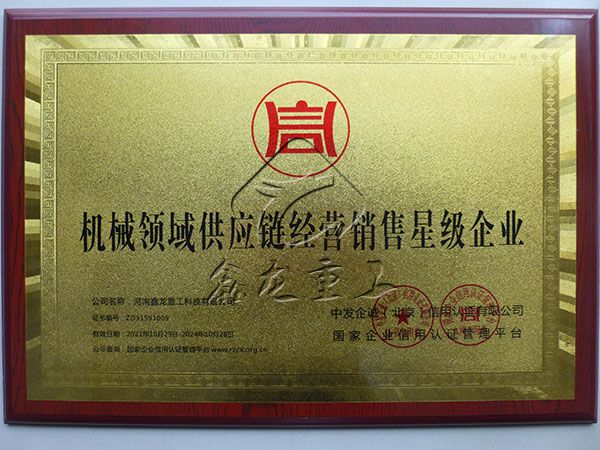 机械领域供应链经营销售星级企业
鑫龙重工
公司名称：河南鑫龙重工科技有限公司
证书编号：ZD31591009
有效日期：2021年10月29日-2024年10月28日
公示查询：国家企业信用认证管理平台 www.rzcx.org.cn
中发企诚（北京）信用认证有限公司
国家企业信用认证管理平台